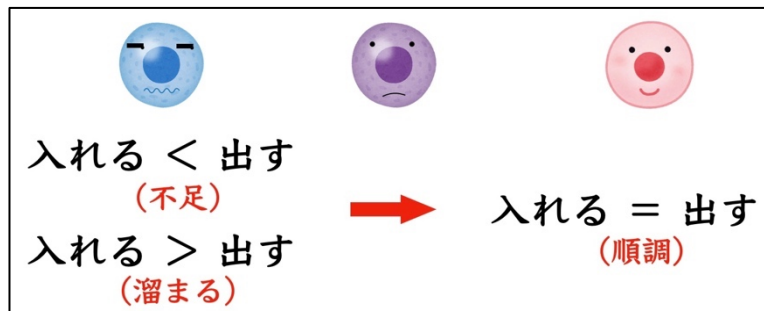 入れる < 出す
(不足)
入れる > 出す
(溜まる)
入れる = 出す
(順調)